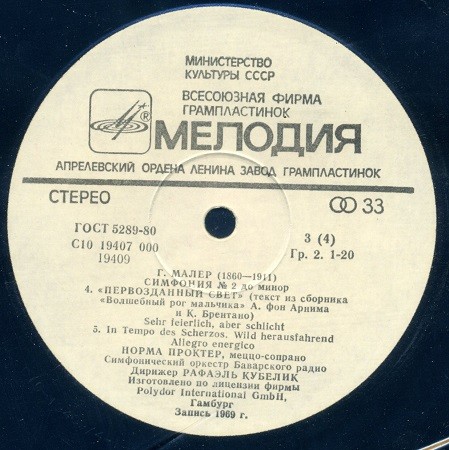 МИНИСТЕРСТВО
КУЛЬТУРЫ СССР
ВСЕСОЮЗНАЯ ФИРМА
ГРАМПЛАСТИНОК
® МЕЛОДИЯ
АПРЕЛЕВСКИЙ ОРДЕНА ЛЕНИНА ЗАВОД ГРАМПЛАСТИНОК
СТЕРЕО
33
ГОСТ 5289-80
С10 19407 000
19409
3 (4)
Гр. 2. 1-20
Г. МАЛЕР (1860—1911)
СИМФОНИЯ № 2 до минор
4. «ПЕРВОЗДАННЫЙ СВЕТ» (текст из сборника
«Волшебный рог мальчика» А. фон Арнима
и К. Брентано)
Sehr feierlich, aber schlicht
5. In Tempo des Scherzos. Wild herausfahrend
Allegro energico
НОРМА ПРОКТЕР, меццо-сопрано
Симфонический оркестр Баварского радио
Дирижер РАФАЭЛЬ КУБЕЛИК
Изготовлено по лицензии фирмы
Polydor International GmbH,
Гамбург
Запись 1969 г.